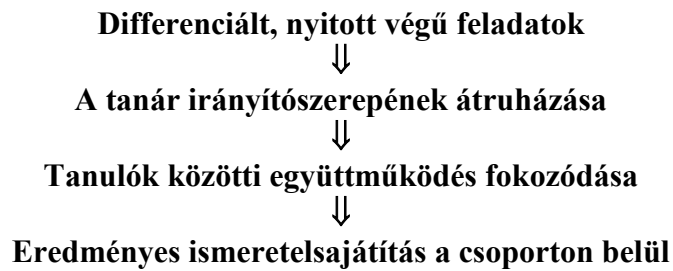 Differenciált, nyitott végű feladatok
⇓
A tanár irányítószerepének átruházása
⇓
Tanulók közötti együttműködés fokozódása
⇓
Eredményes ismeretelsajátítás a csoporton belül